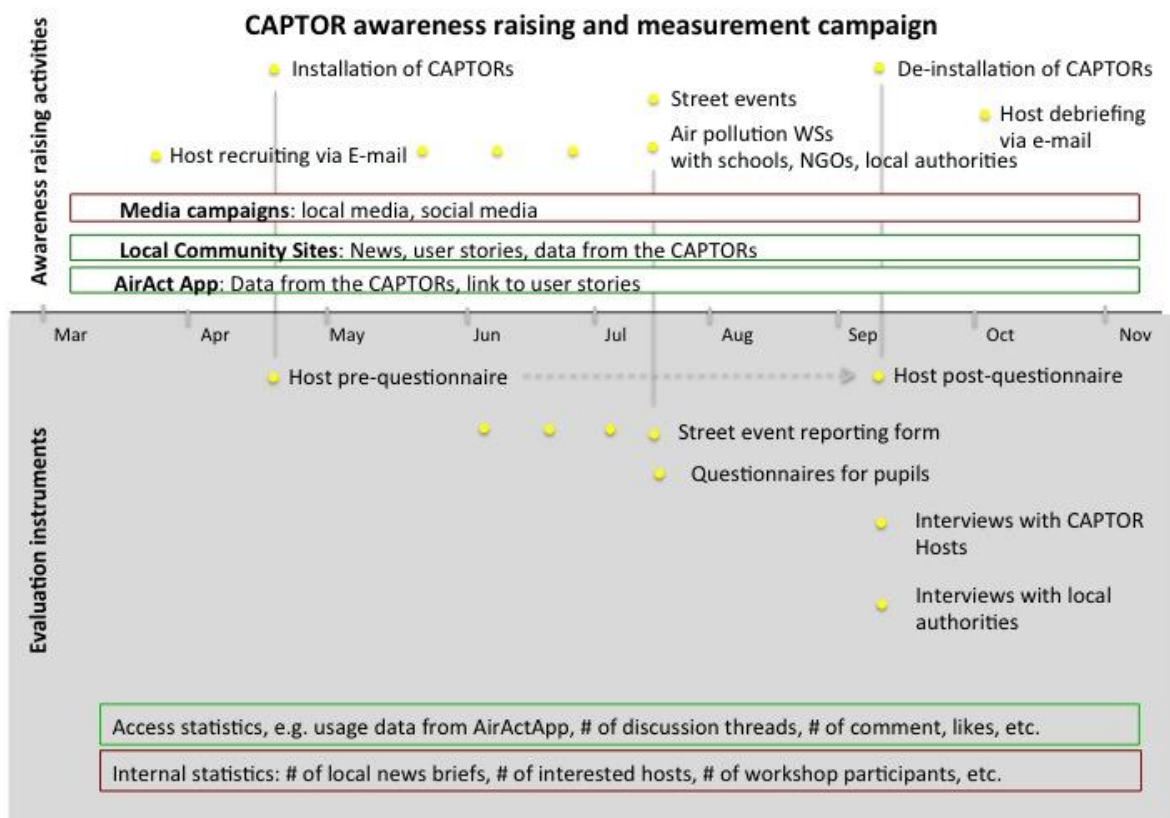 CAPTOR awareness raising and measurement campaign
Awareness raising activities
Installation of CAPTORs
De-installation of CAPTORs
Street events
Host debriefing
via e-mail
Host recruiting via E-mail
Air pollution WSs
with schools, NGOs, local authorities
Media campaigns: local media, social media
Local Community Sites: News, user stories, data from the CAPTORs
AirAct App: Data from the CAPTORs, link to user stories
Mar Apr May Jun Jul Aug Sep Oct Nov
Evaluation instruments
Host pre-questionnaire
Host post-questionnaire
Street event reporting form
Questionnaires for pupils
Interviews with CAPTOR
Hosts
Interviews with local
authorities
Access statistics, e.g. usage data from AirActApp, # of discussion threads, # of comment, likes, etc.
Internal statistics: # of local news briefs, # of interested hosts, # of workshop participants, etc.